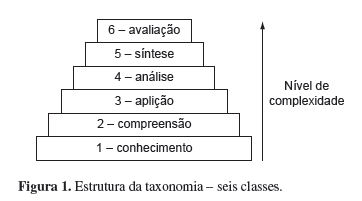 6 – avaliação
5 – síntese
4 – análise
3 – aplição
2 – compreensão
1 – conhecimento
Nível de
complexidade
Figura 1. Estrutura da taxonomia – seis classes.